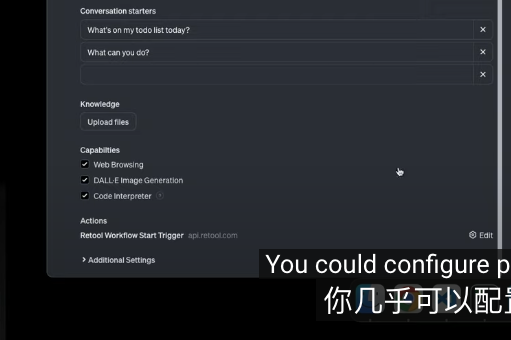 Conversation starters
What's on my todo list today?
What can you do?
Knowledge
Upload files
Capabilities
Web Browsing
DALL·E Image Generation
Code Interpreter ?
Actions
Retool Workflow Start Trigger api.retool.com Edit
Additional Settings
You could configure p
你几乎可以配置